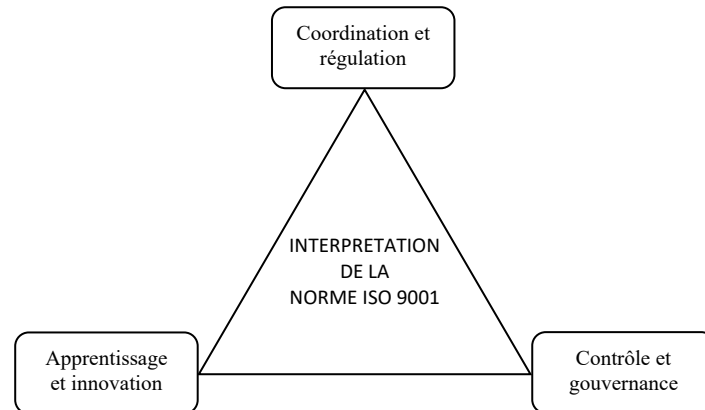 Coordination et
régulation
INTERPRETATION
DE LA
NORME ISO 9001
Apprentissage
et innovation
Contrôle et
gouvernance